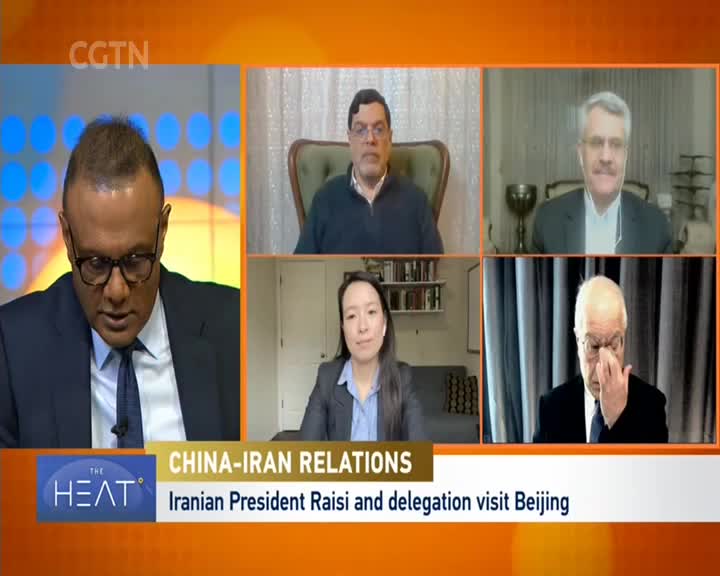 CGTN
THE
HEAT
CHINA-IRAN RELATIONS
Iranian President Raisi and delegation visit Beijing